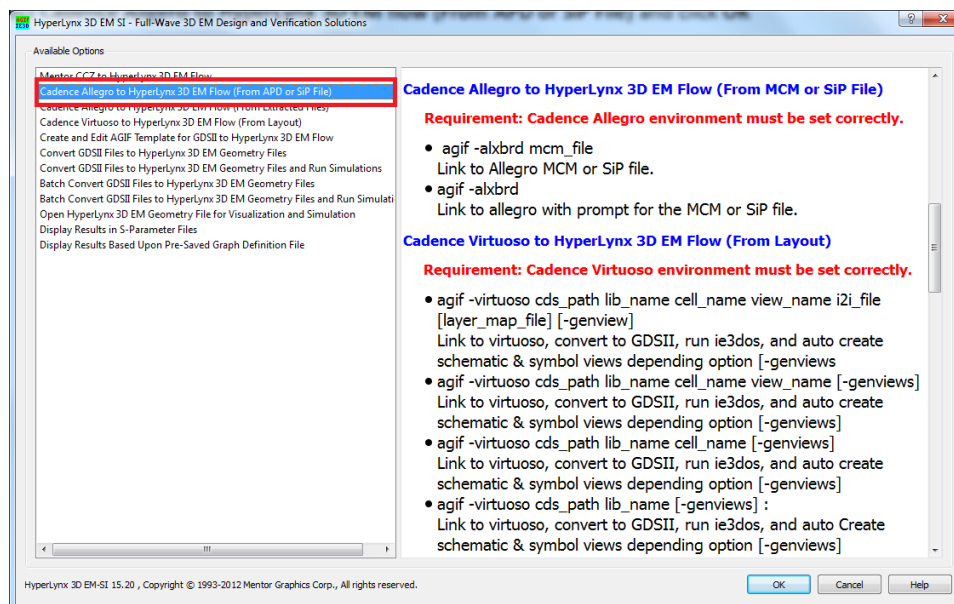 HyperLynx 3D EM SI - Full-Wave 3D EM Design and Verification Solutions
Available Options
Mentor CCZ to HyperLynx 3D EM Flow
Cadence Allegro to HyperLynx 3D EM Flow (From APD or SiP File)
Cadence Allegro to HyperLynx 3D EM Flow (From Extracted Files)
Cadence Virtuoso to HyperLynx 3D EM Flow (From Layout)
Create and Edit AGIF Template for GDSII to HyperLynx 3D EM Flow
Convert GDSII Files to HyperLynx 3D EM Geometry Files
Convert GDSII Files to HyperLynx 3D EM Geometry Files and Run Simulations
Batch Convert GDSII Files to HyperLynx 3D EM Geometry Files
Batch Convert GDSII Files to HyperLynx 3D EM Geometry Files and Run Simulati
Open HyperLynx 3D EM Geometry File for Visualization and Simulation
Display Results in S-Parameter Files
Display Results Based Upon Pre-Saved Graph Definition File
Cadence Allegro to HyperLynx 3D EM Flow (From MCM or SiP File)
Requirement: Cadence Allegro environment must be set correctly.
• agif -alxbrd mcm_file
Link to Allegro MCM or SiP file.
• agif -alxbrd
Link to allegro with prompt for the MCM or SiP file.
Cadence Virtuoso to HyperLynx 3D EM Flow (From Layout)
Requirement: Cadence Virtuoso environment must be set correctly.
• agif -virtuoso cds_path lib_name cell_name view_name i2i_file
[layer_map_file] [-genview]
Link to virtuoso, convert to GDSII, run ie3dos, and auto create
schematic & symbol views depending option [-genviews
• agif -virtuoso cds_path lib_name cell_name view_name [-genviews]
Link to virtuoso, convert to GDSII, run ie3dos, and auto create
schematic & symbol views depending option [-genviews]
• agif -virtuoso cds_path lib_name cell_name [-genviews]
Link to virtuoso, convert to GDSII, run ie3dos, and auto create
schematic & symbol views depending option [-genviews]
• agif -virtuoso cds_path lib_name [-genviews] :
Link to virtuoso, convert to GDSII, run ie3dos, and auto Create
schematic & symbol views depending option [-genviews]
HyperLynx 3D EM-SI 15.20 , Copyright © 1993-2012 Mentor Graphics Corp., All rights reserved.
OK Cancel Help